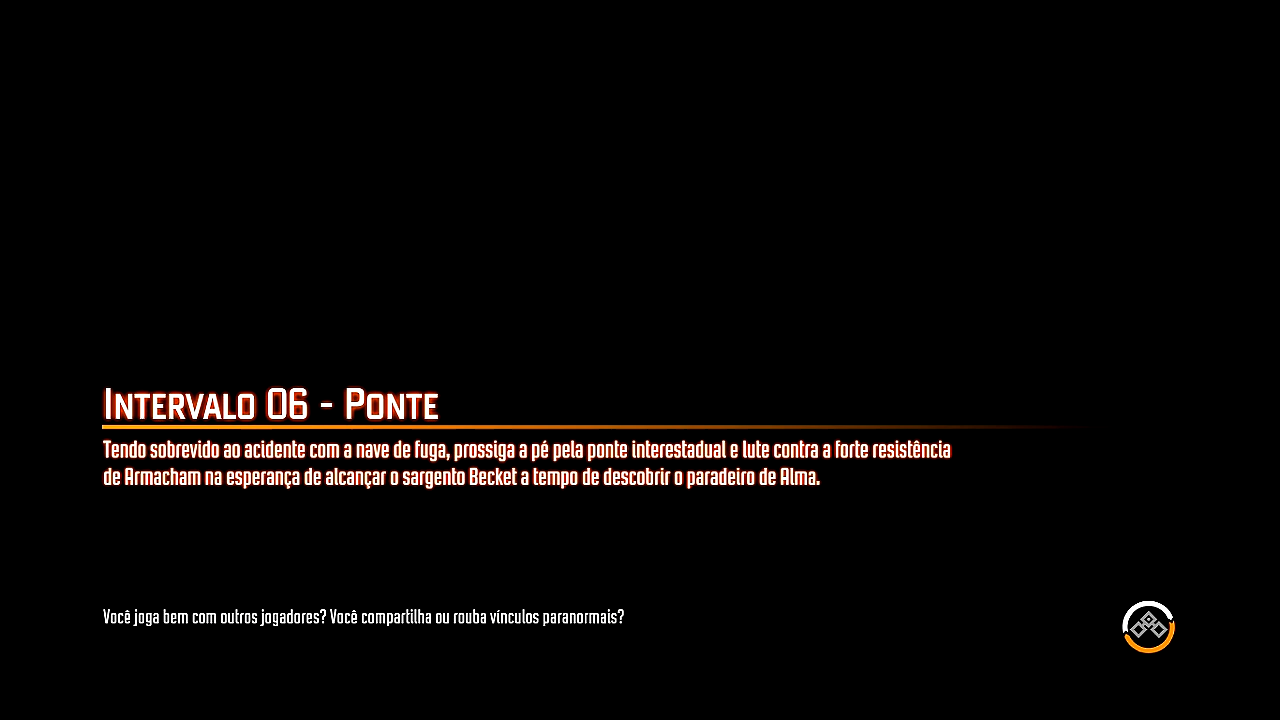 Intervalo 06 - Ponte
Tendo sobrevido ao acidente com a nave de fuga, prossiga a pé pela ponte interestadual e lute contra a forte resistência
de Armacham na esperança de alcançar o sargento Becket a tempo de descobrir o paradeiro de Alma.
Você joga bem com outros jogadores? Você compartilha ou rouba vínculos paranormais?